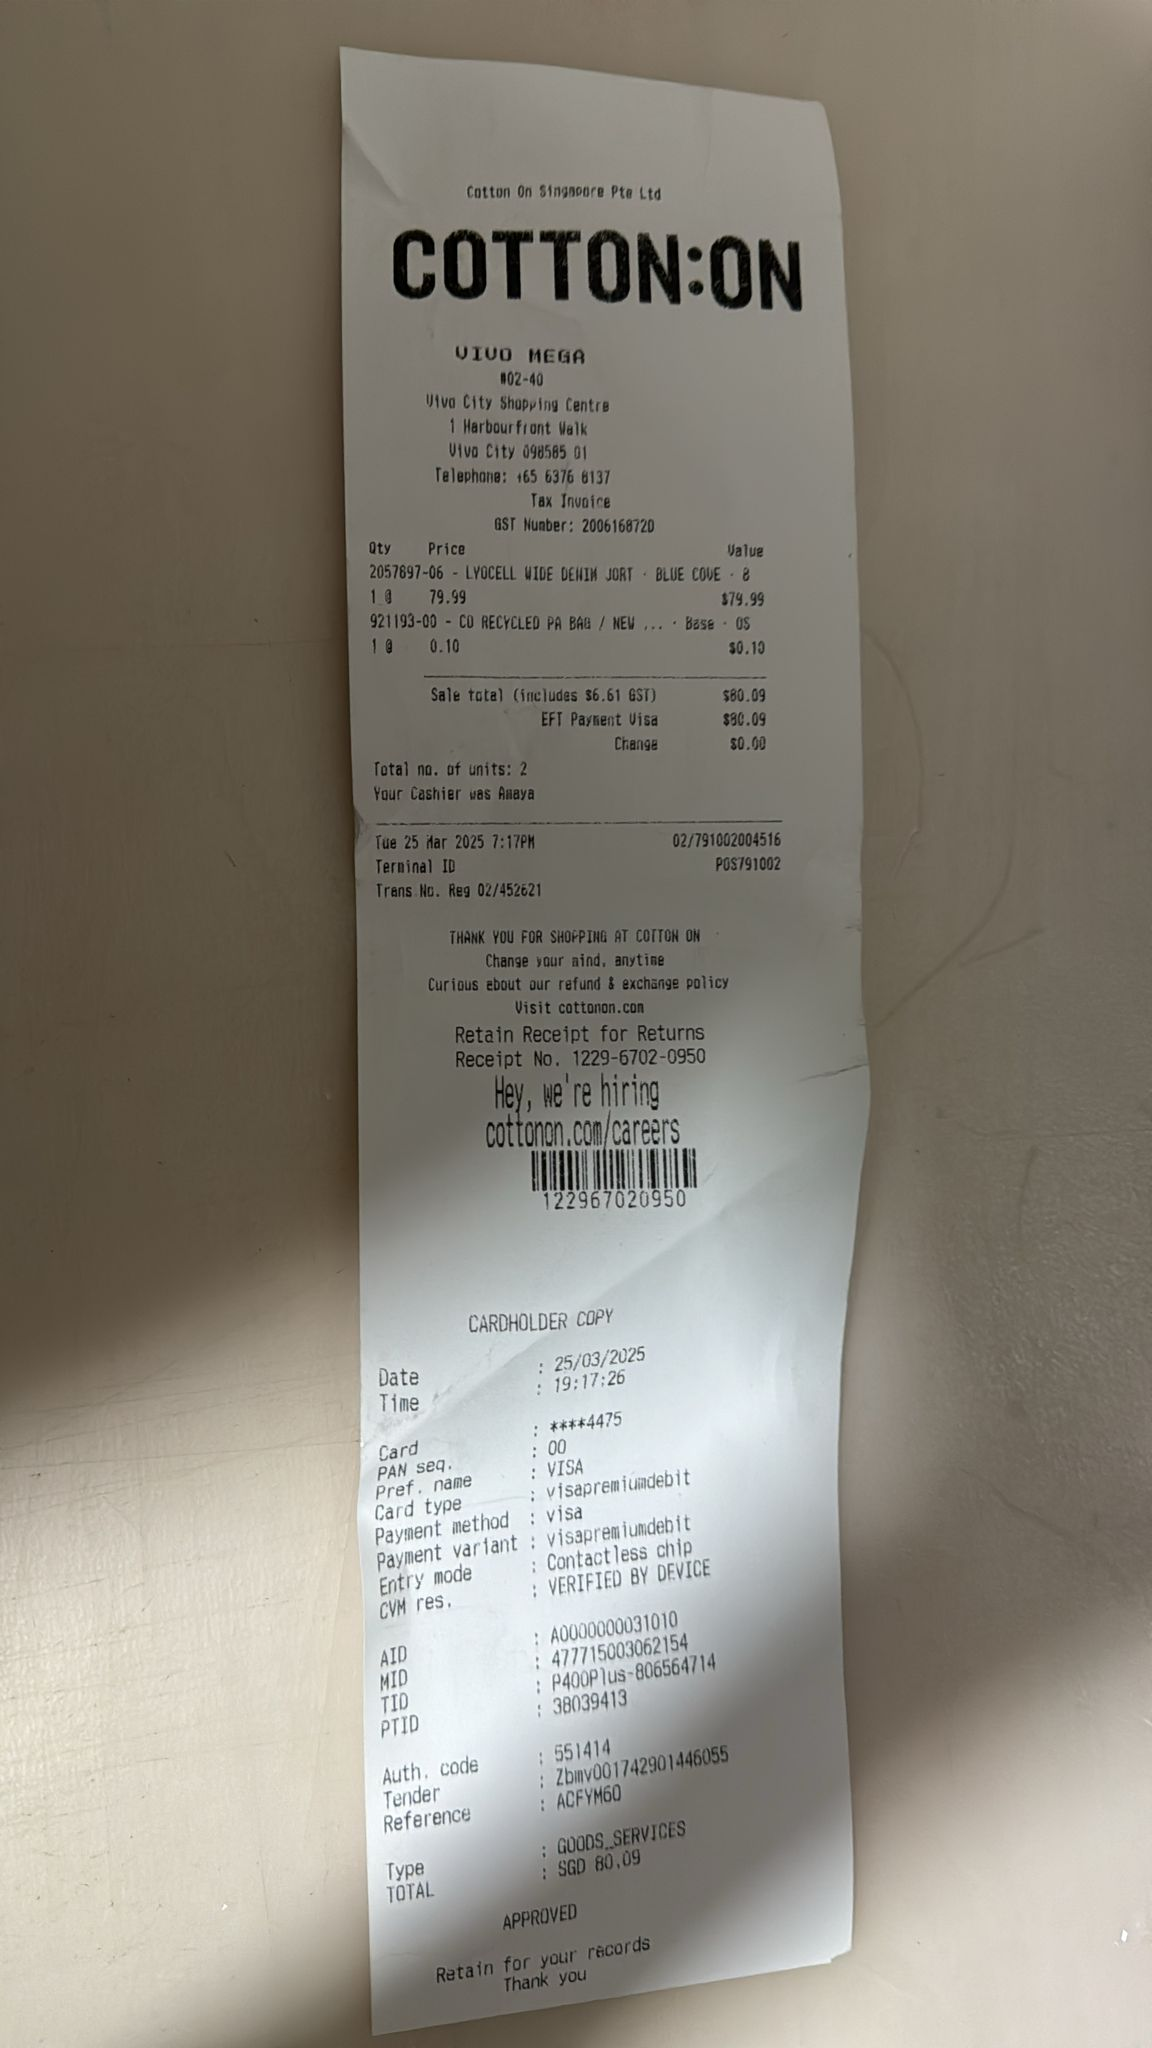 Cotton On Singapore Pte Ltd
COTTON:ON
VIVO MEGA
#02-40
Vivo City Shopping Centre
1 Harbourfront Walk
Vivo City 098585 01
Telephone: +65 6376 8137
Tax Invoice
GST Number: 200616872D
Qty Price Value
2057897-06 - LYOCELL WIDE DENIM JORT · BLUE COVE · 8
1 @ 79.99 $79.99
921193-00 - CO RECYCLED PA BAG / NEW ... · Base · OS
1 @ 0.10 $0.10
Sale total (includes $6.61 GST) $80.09
EFT Payment Visa $80.09
Change $0.00
Total no. of units: 2
Your Cashier was Amaya
Tue 25 Mar 2025 7:17PM 02/791002004516
Terminal ID POS791002
Trans No. Reg 02/452621
THANK YOU FOR SHOPPING AT COTTON ON
Change your mind, anytime
Curious about our refund & exchange policy
Visit cottonon.com
Retain Receipt for Returns
Receipt No. 1229-6702-0950
Hey, we're hiring
cottonon.com/careers
122967020950
CARDHOLDER COPY
Date : 25/03/2025
Time : 19:17:26
Card : ****4475
PAN seq. : 00
Pref. name : VISA
Card type : visapremiumdebit
Payment method : visa
Payment variant : visapremiumdebit
Entry mode : Contactless chip
CVM res. : VERIFIED BY DEVICE
AID : A0000000031010
MID : 477715003062154
TID : P400Plus-806564714
PTID : 38039413
Auth. code : 551414
Tender : Zbmv001742901446055
Reference : ACFYM60
Type : GOODS_SERVICES
TOTAL : SGD 80.09
APPROVED
Retain for your records
Thank you